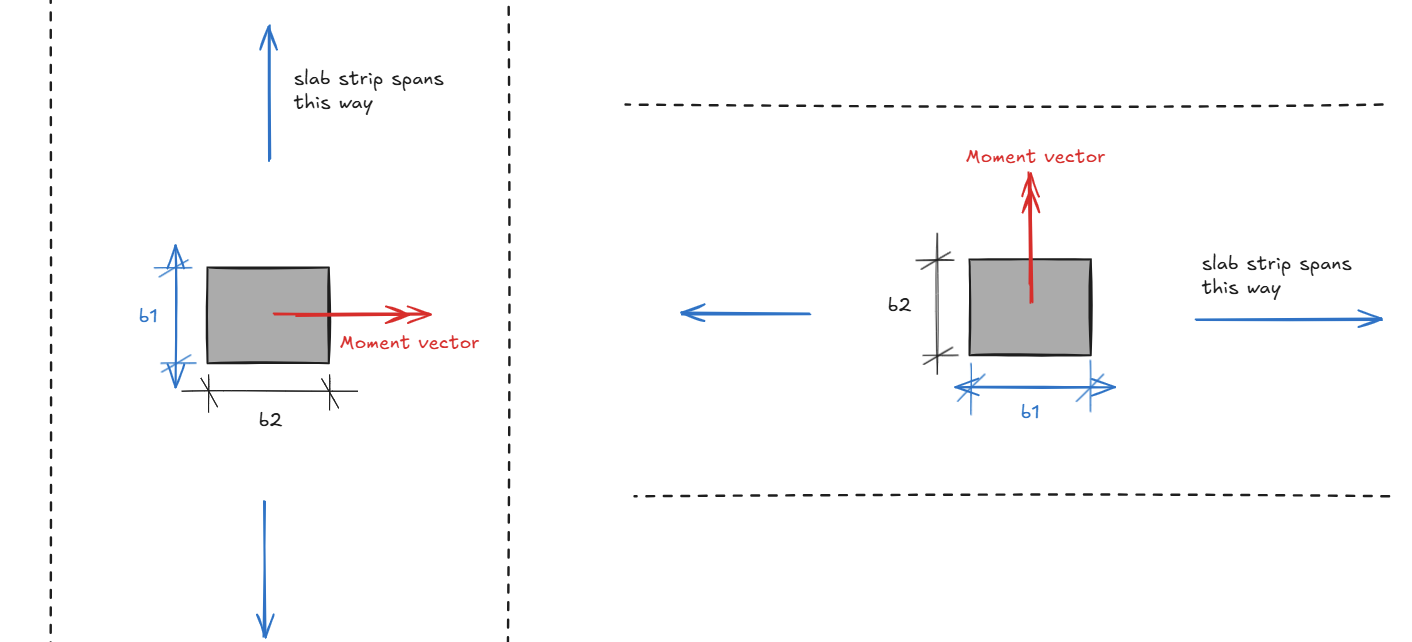 slab strip spans
this way
b1
Moment vector
b2
Moment vector
slab strip spans
this way
b2
b1